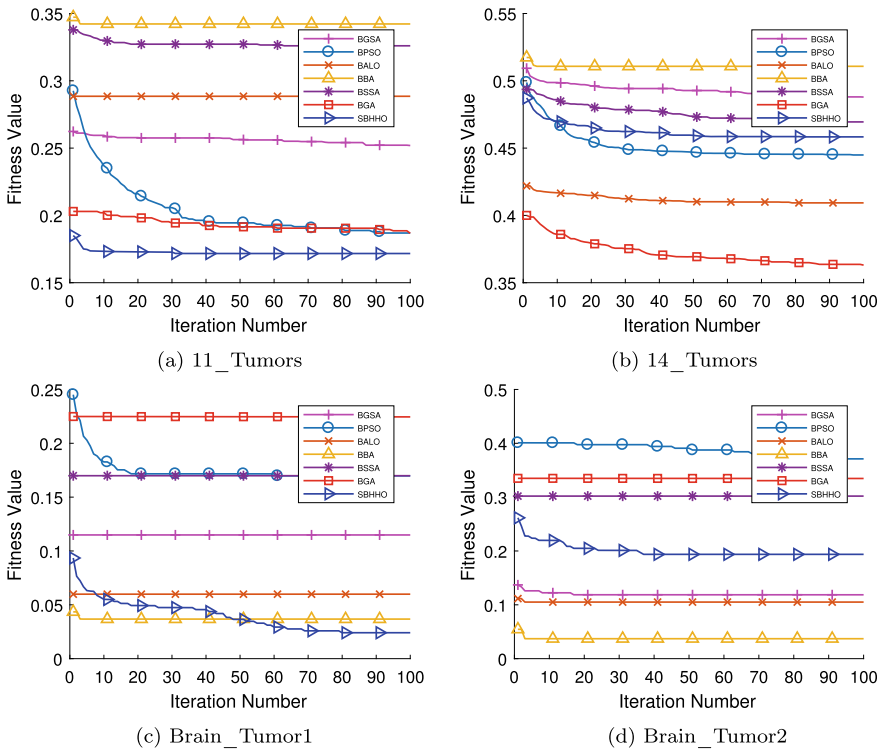 0.35
0.3
0.25
0.2
0.15
Fitness Value
0 10 20 30 40 50 60 70 80 90 100
Iteration Number
BGSA
BPSO
BALO
BBA
BSSA
BGA
SBHHO
(a) 11_Tumors
0.55
0.5
0.45
0.4
0.35
Fitness Value
0 10 20 30 40 50 60 70 80 90 100
Iteration Number
BGSA
BPSO
BALO
BBA
BSSA
BGA
SBHHO
(b) 14_Tumors
0.25
0.2
0.15
0.1
0.05
0
Fitness Value
0 10 20 30 40 50 60 70 80 90 100
Iteration Number
BGSA
BPSO
BALO
BBA
BSSA
BGA
SBHHO
(c) Brain_Tumor1
0.5
0.4
0.3
0.2
0.1
0
Fitness Value
0 10 20 30 40 50 60 70 80 90 100
Iteration Number
BGSA
BPSO
BALO
BBA
BSSA
BGA
SBHHO
(d) Brain_Tumor2